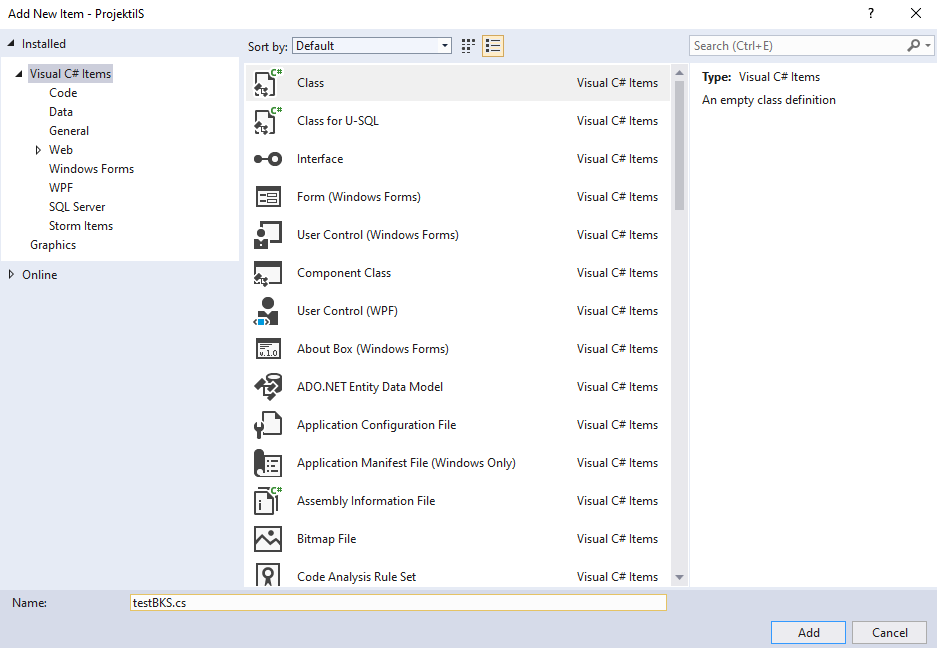 Add New Item - ProjektilS
?
Installed
Sort by: Default
Search (Ctrl+E)
Visual C# Items
Code
Data
General
Web
Windows Forms
WPF
SQL Server
Storm Items
Graphics
Online
C# Class Visual C# Items
C# Class for U-SQL Visual C# Items
Interface Visual C# Items
Form (Windows Forms) Visual C# Items
User Control (Windows Forms) Visual C# Items
Component Class Visual C# Items
User Control (WPF) Visual C# Items
v.1.0 About Box (Windows Forms) Visual C# Items
ADO.NET Entity Data Model Visual C# Items
Application Configuration File Visual C# Items
Application Manifest File (Windows Only) Visual C# Items
C# Assembly Information File Visual C# Items
Bitmap File Visual C# Items
Code Analysis Rule Set Visual C# Items
Type: Visual C# Items
An empty class definition
Name: testBKS.cs
Add Cancel